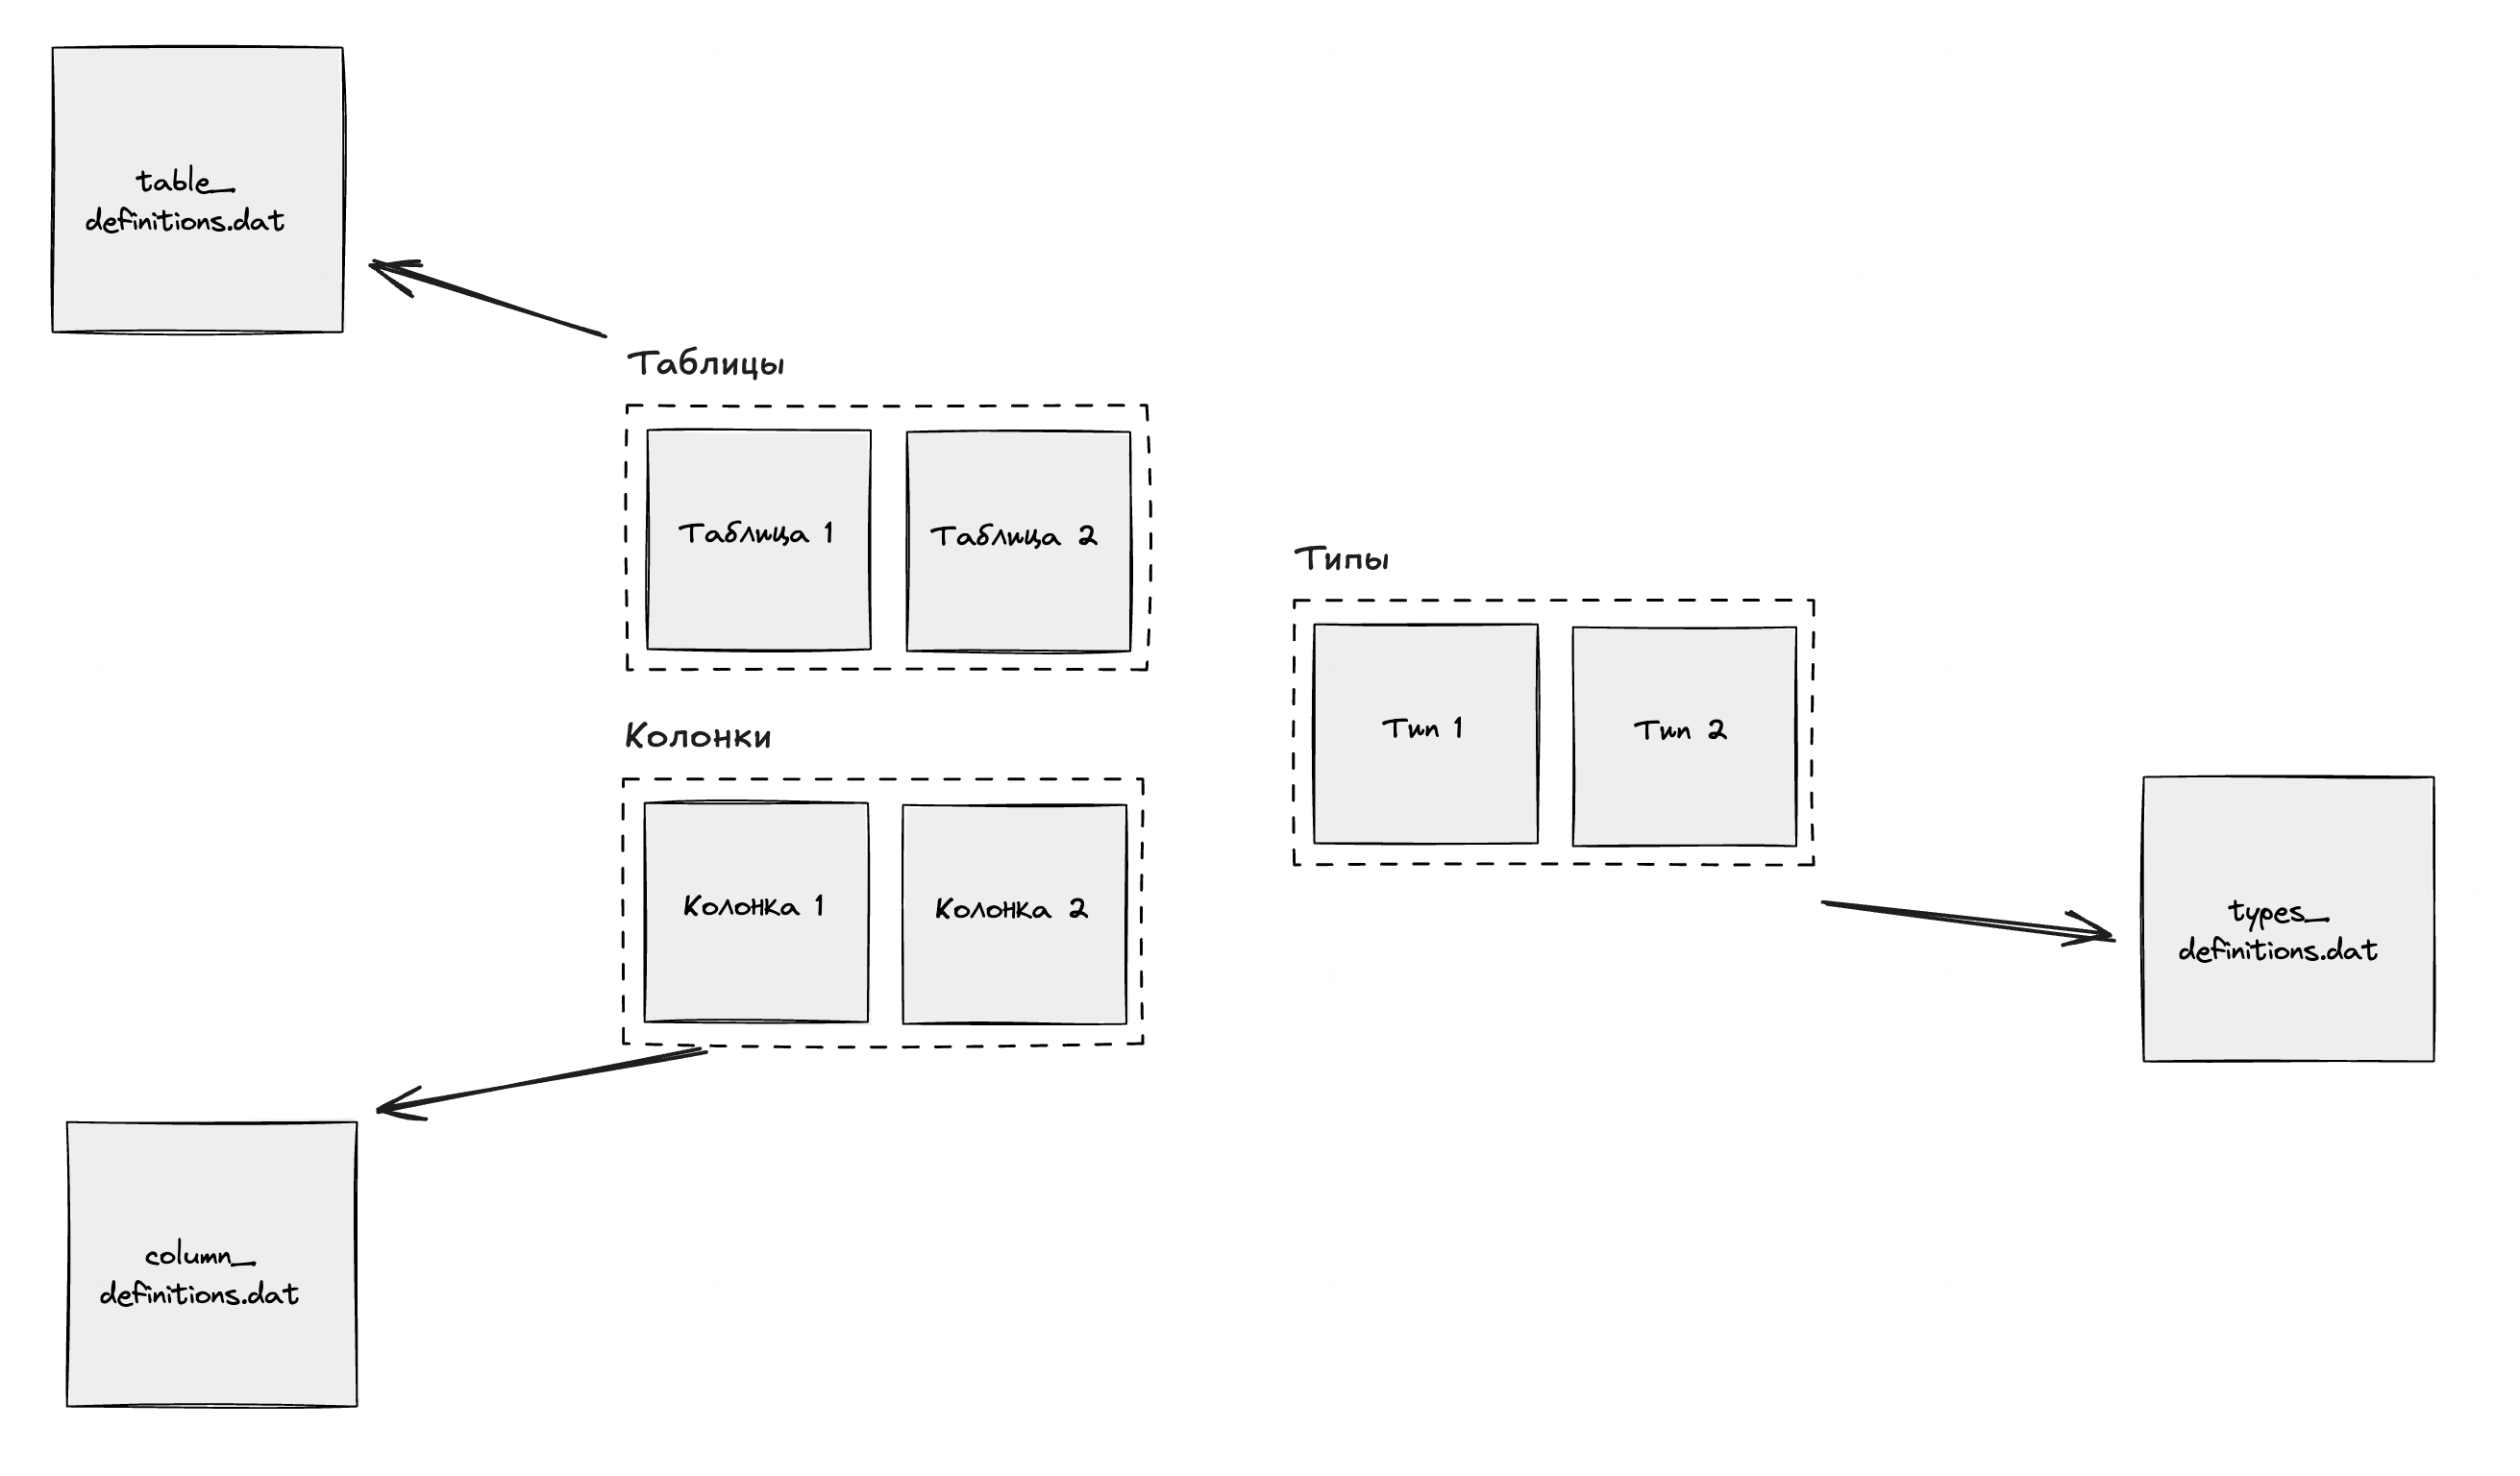 table_
definitions.dat
Таблицы
Таблица 1
Таблица 2
Типы
Тип 1
Тип 2
Колонки
Колонка 1
Колонка 2
types_
definitions.dat
column_
definitions.dat